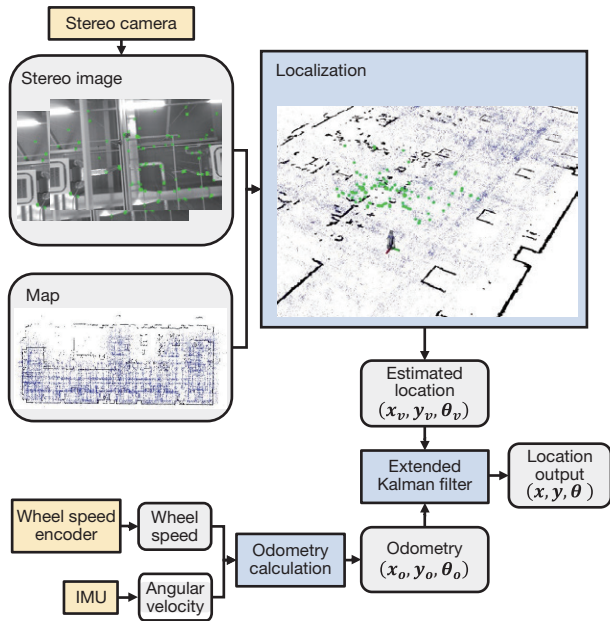 Stereo camera
Stereo image
Localization
Map
Estimated
location
(x_v, y_v, θ_v)
Extended
Kalman filter
Location
output
(x, y, θ)
Wheel speed
encoder
Wheel
speed
Odometry
calculation
Odometry
(x_o, y_o, θ_o)
IMU
Angular
velocity